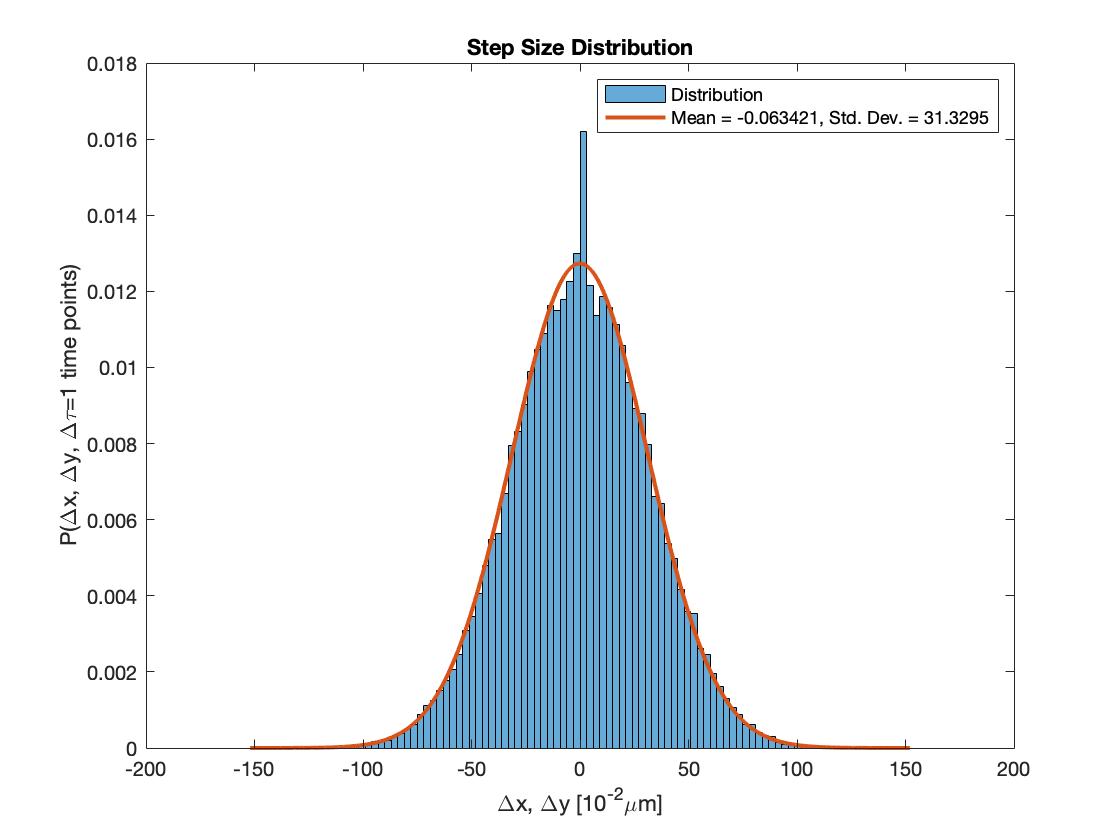 Step Size Distribution
0.018
0.016
0.014
0.012
0.01
0.008
0.006
0.004
0.002
0
P(Δx, Δy, Δτ=1 time points)
Distribution
Mean = -0.063421, Std. Dev. = 31.3295
-200 -150 -100 -50 0 50 100 150 200
Δx, Δy [10⁻²μm]